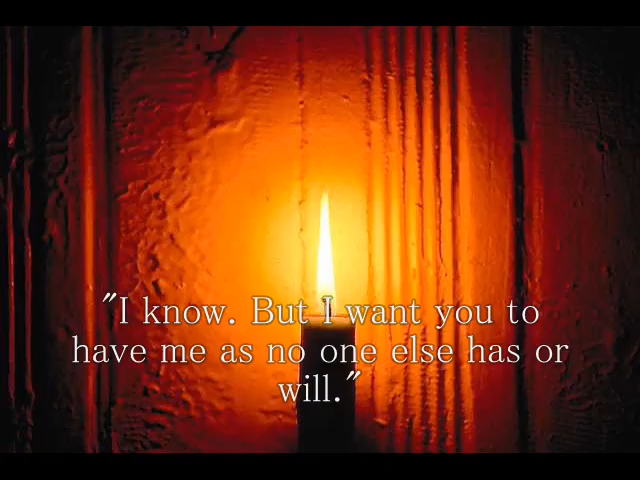 "I know. But I want you to
have me as no one else has or
will."